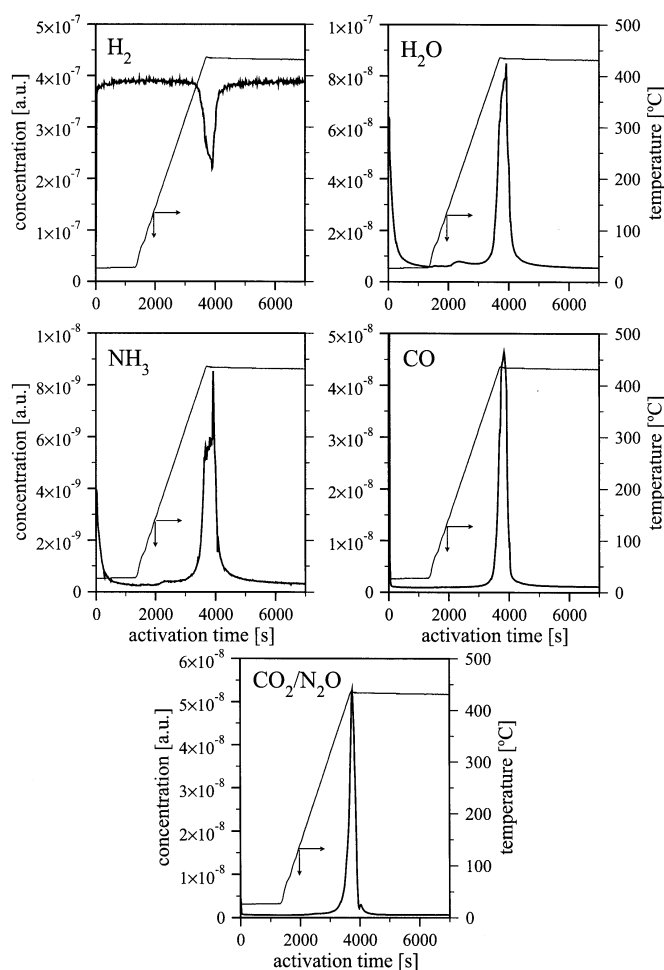 5×10⁻⁷
4×10⁻⁷
3×10⁻⁷
2×10⁻⁷
1×10⁻⁷
0
concentration [a.u.]
H₂
0 2000 4000 6000
1×10⁻⁷
8×10⁻⁸
6×10⁻⁸
4×10⁻⁸
2×10⁻⁸
0
H₂O
0 2000 4000 6000
500
400
300
200
100
0
temperature [°C]
1×10⁻⁸
8×10⁻⁹
6×10⁻⁹
4×10⁻⁹
2×10⁻⁹
0
concentration [a.u.]
NH₃
0 2000 4000 6000
activation time [s]
5×10⁻⁸
4×10⁻⁸
3×10⁻⁸
2×10⁻⁸
1×10⁻⁸
0
CO
0 2000 4000 6000
activation time [s]
500
400
300
200
100
0
temperature [°C]
6×10⁻⁸
5×10⁻⁸
4×10⁻⁸
3×10⁻⁸
2×10⁻⁸
1×10⁻⁸
0
concentration [a.u.]
CO₂/N₂O
0 2000 4000 6000
activation time [s]
500
400
300
200
100
0
temperature [°C]